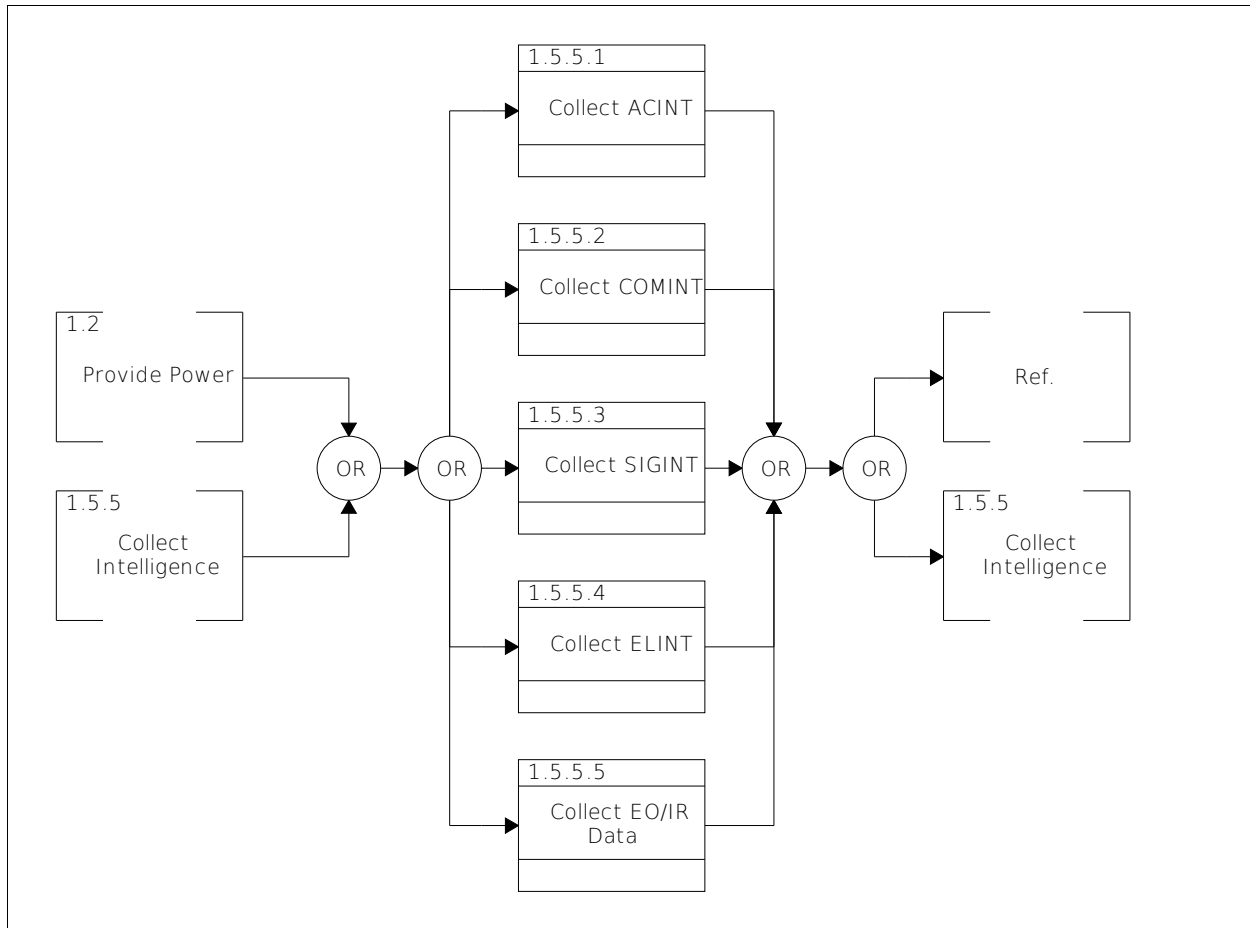 1.5.5.1
Collect ACINT
1.5.5.2
Collect COMINT
1.2
Provide Power
1.5.5
Collect
Intelligence
OR
OR
1.5.5.3
Collect SIGINT
1.5.5.4
Collect ELINT
1.5.5.5
Collect EO/IR
Data
OR
OR
Ref.
1.5.5
Collect
Intelligence